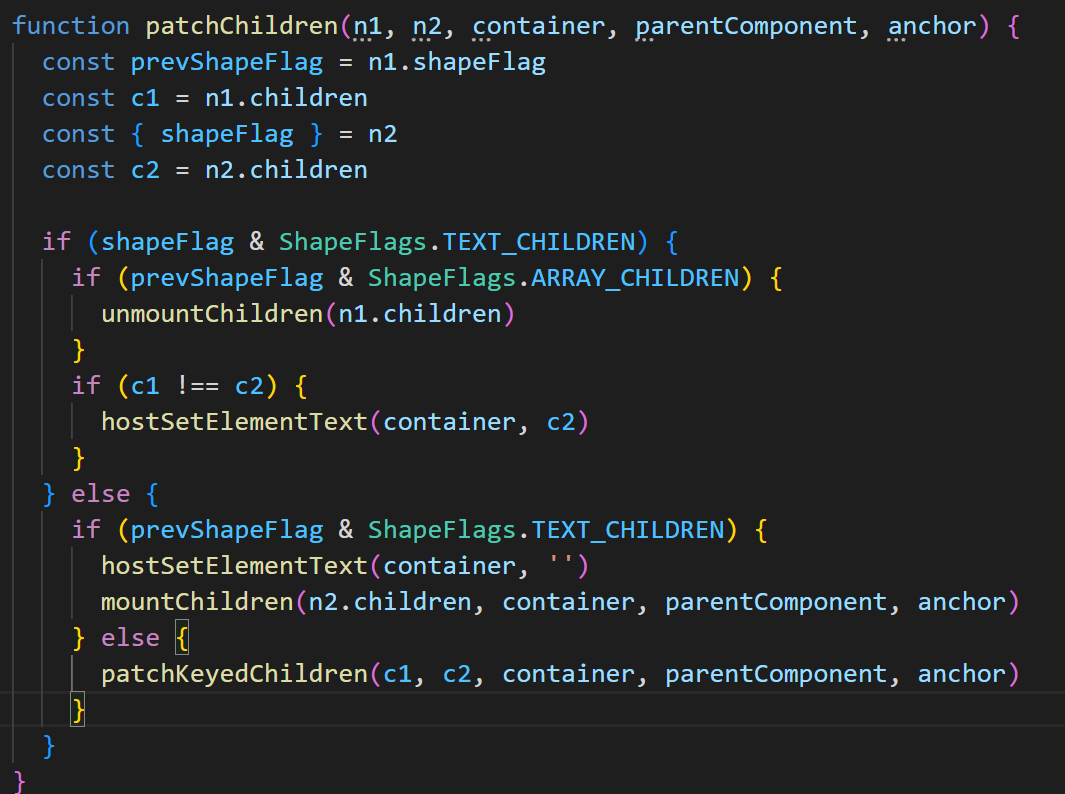 function patchChildren(n1, n2, container, parentComponent, anchor) {
  const prevShapeFlag = n1.shapeFlag
  const c1 = n1.children
  const { shapeFlag } = n2
  const c2 = n2.children

  if (shapeFlag & ShapeFlags.TEXT_CHILDREN) {
    if (prevShapeFlag & ShapeFlags.ARRAY_CHILDREN) {
      unmountChildren(n1.children)
    }
    if (c1 !== c2) {
      hostSetElementText(container, c2)
    }
  } else {
    if (prevShapeFlag & ShapeFlags.TEXT_CHILDREN) {
      hostSetElementText(container, '')
      mountChildren(n2.children, container, parentComponent, anchor)
    } else {
      patchKeyedChildren(c1, c2, container, parentComponent, anchor)
    }
  }
}